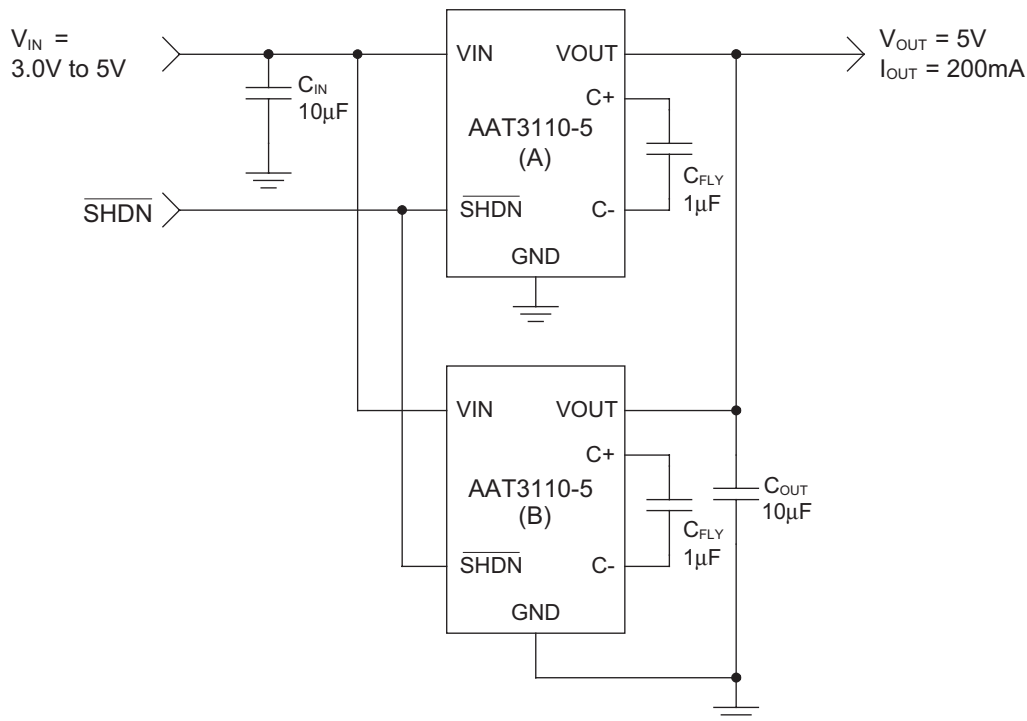 V_IN =
3.0V to 5V
C_IN
10μF
SHDN
VIN
VOUT
C+
AAT3110-5
(A)
SHDN
C-
GND
C_FLY
1μF
V_OUT = 5V
I_OUT = 200mA
VIN
VOUT
C+
AAT3110-5
(B)
SHDN
C-
GND
C_FLY
1μF
C_OUT
10μF